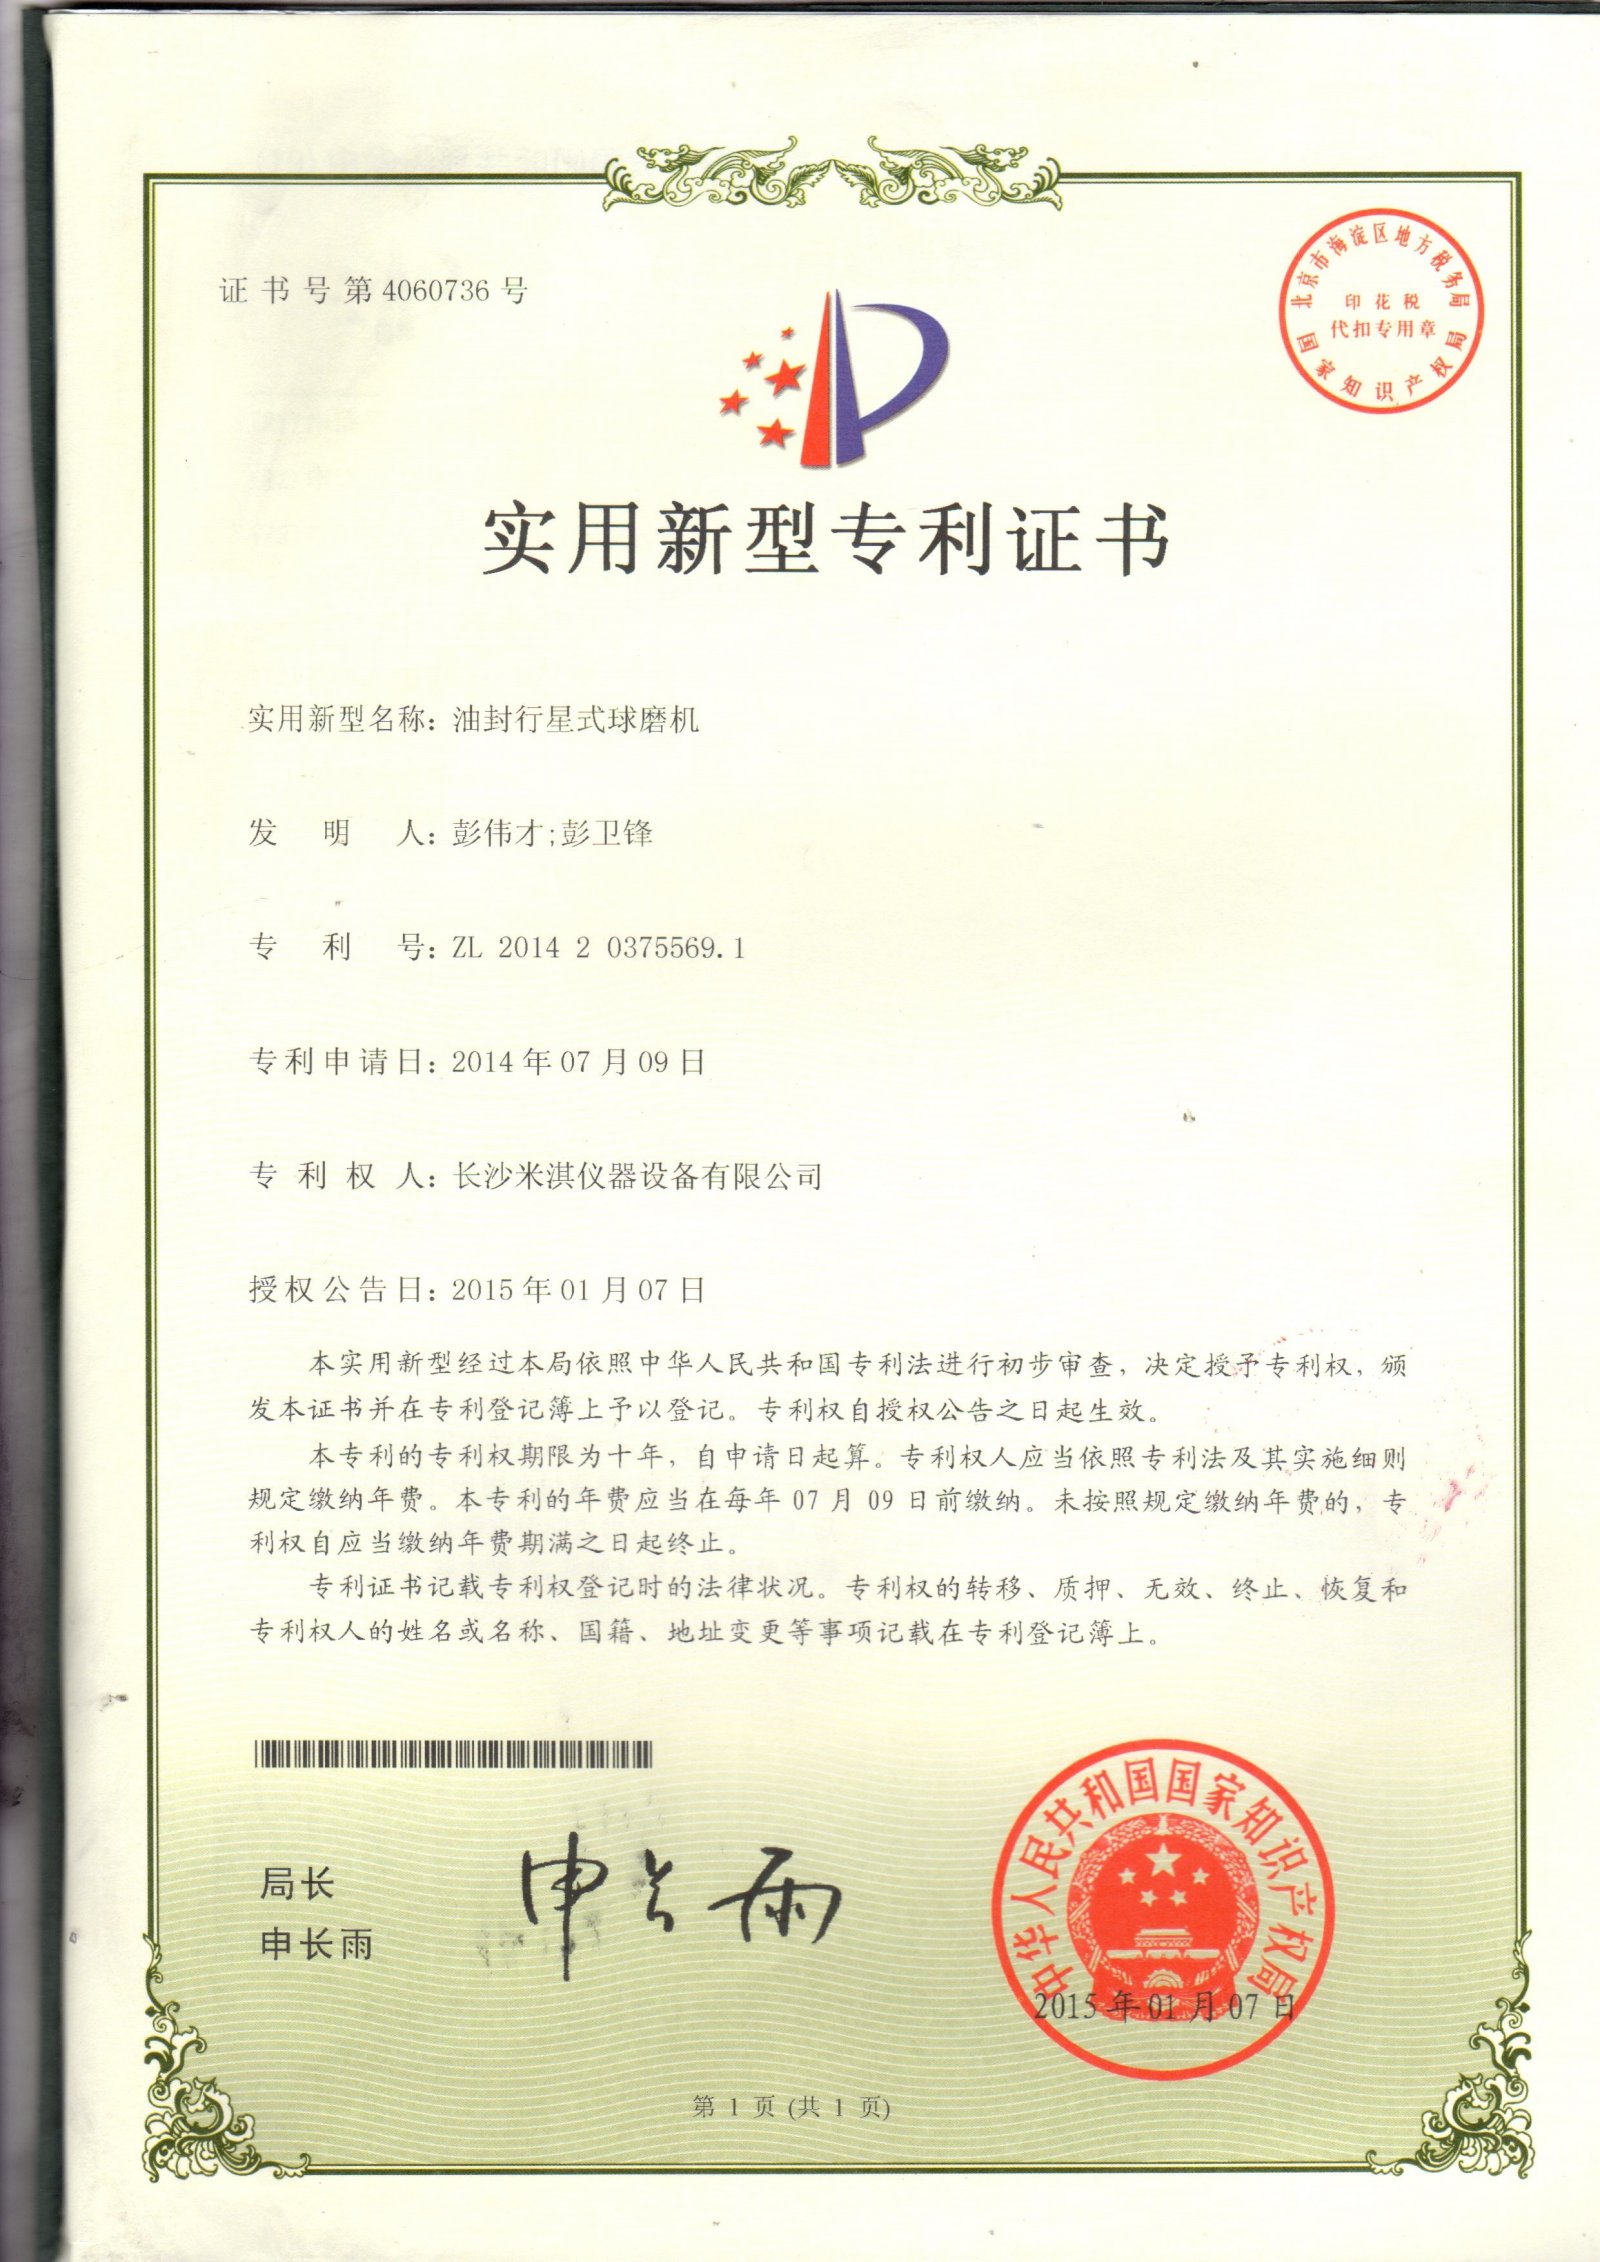 证书号第4060736号
北京市海淀区地方税务局
印花税
代扣专用章
国家知识产权局
实用新型专利证书
实用新型名称：油封行星式球磨机
发明人：彭伟才;彭卫锋
专利号：ZL 2014 2 0375569.1
专利申请日：2014年07月09日
专利权人：长沙米淇仪器设备有限公司
授权公告日：2015年01月07日
本实用新型经过本局依照中华人民共和国专利法进行初步审查，决定授予专利权，颁
发本证书并在专利登记簿上予以登记。专利权自授权公告之日起生效。
本专利的专利权期限为十年，自申请日起算。专利权人应当依照专利法及其实施细则
规定缴纳年费。本专利的年费应当在每年07月09日前缴纳。未按照规定缴纳年费的，专
利权自应当缴纳年费期满之日起终止。
专利证书记载专利权登记时的法律状况。专利权的转移、质押、无效、终止、恢复和
专利权人的姓名或名称、国籍、地址变更等事项记载在专利登记簿上。
局长
申长雨
申长雨
中华人民共和国国家知识产权局
2015年01月07日
第 1 页 (共 1 页)